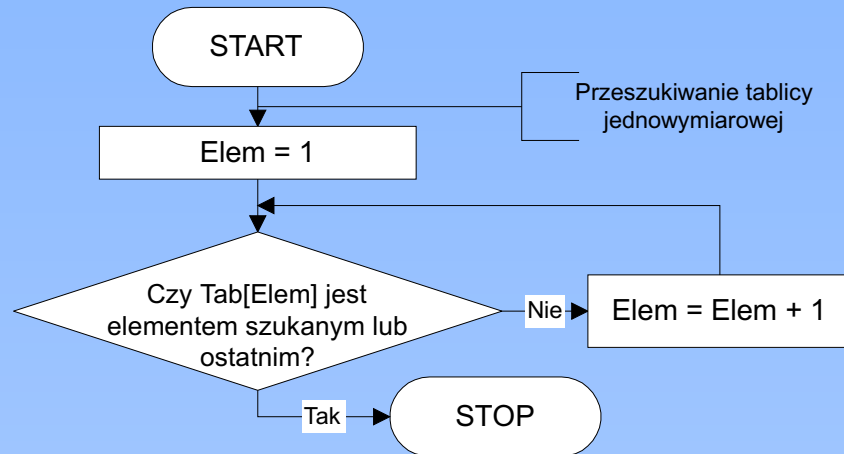 START
Przeszukiwanie tablicy
jednowymiarowej
Elem = 1
Czy Tab[Elem] jest
elementem szukanym lub
ostatnim?
Nie
Elem = Elem + 1
Tak
STOP